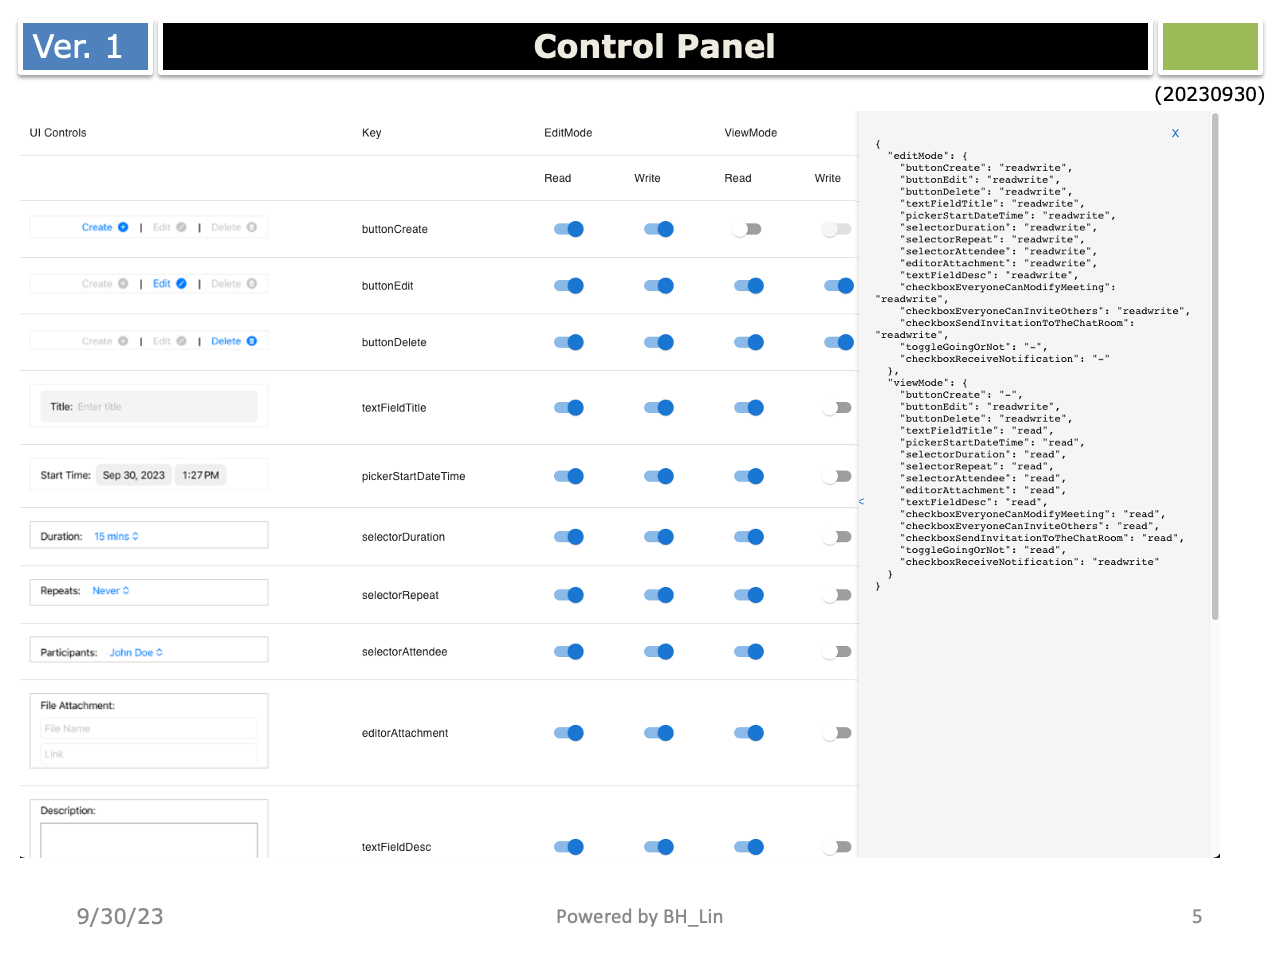 Ver. 1
Control Panel
(20230930)
UI Controls Key EditMode ViewMode
Read Write Read Write
Create | Edit | Delete buttonCreate
Create | Edit | Delete buttonEdit
Create | Edit | Delete buttonDelete
Title: Enter title textFieldTitle
Start Time: Sep 30, 2023 1:27 PM pickerStartDateTime
Duration: 15 mins selectorDuration
Repeats: Never selectorRepeat
Participants: John Doe selectorAttendee
File Attachment:
File Name
editorAttachment
Link
Description:
textFieldDesc
X
{
"editMode": {
"buttonCreate": "readwrite",
"buttonEdit": "readwrite",
"buttonDelete": "readwrite",
"textFieldTitle": "readwrite",
"pickerStartDateTime": "readwrite",
"selectorDuration": "readwrite",
"selectorRepeat": "readwrite",
"selectorAttendee": "readwrite",
"editorAttachment": "readwrite",
"textFieldDesc": "readwrite",
"checkboxEveryoneCanModifyMeeting":
"readwrite",
"checkboxEveryoneCanInviteOthers": "readwrite",
"checkboxSendInvitationToTheChatRoom":
"readwrite",
"toggleGoingOrNot": "-",
"checkboxReceiveNotification": "-"
},
"viewMode": {
"buttonCreate": "-",
"buttonEdit": "readwrite",
"buttonDelete": "readwrite",
"textFieldTitle": "read",
"pickerStartDateTime": "read",
"selectorDuration": "read",
"selectorRepeat": "read",
"selectorAttendee": "read",
"editorAttachment": "read",
"textFieldDesc": "read",
"checkboxEveryoneCanModifyMeeting": "read",
"checkboxEveryoneCanInviteOthers": "read",
"checkboxSendInvitationToTheChatRoom": "read",
"toggleGoingOrNot": "read",
"checkboxReceiveNotification": "readwrite"
}
}
<
9/30/23
Powered by BH_Lin
5